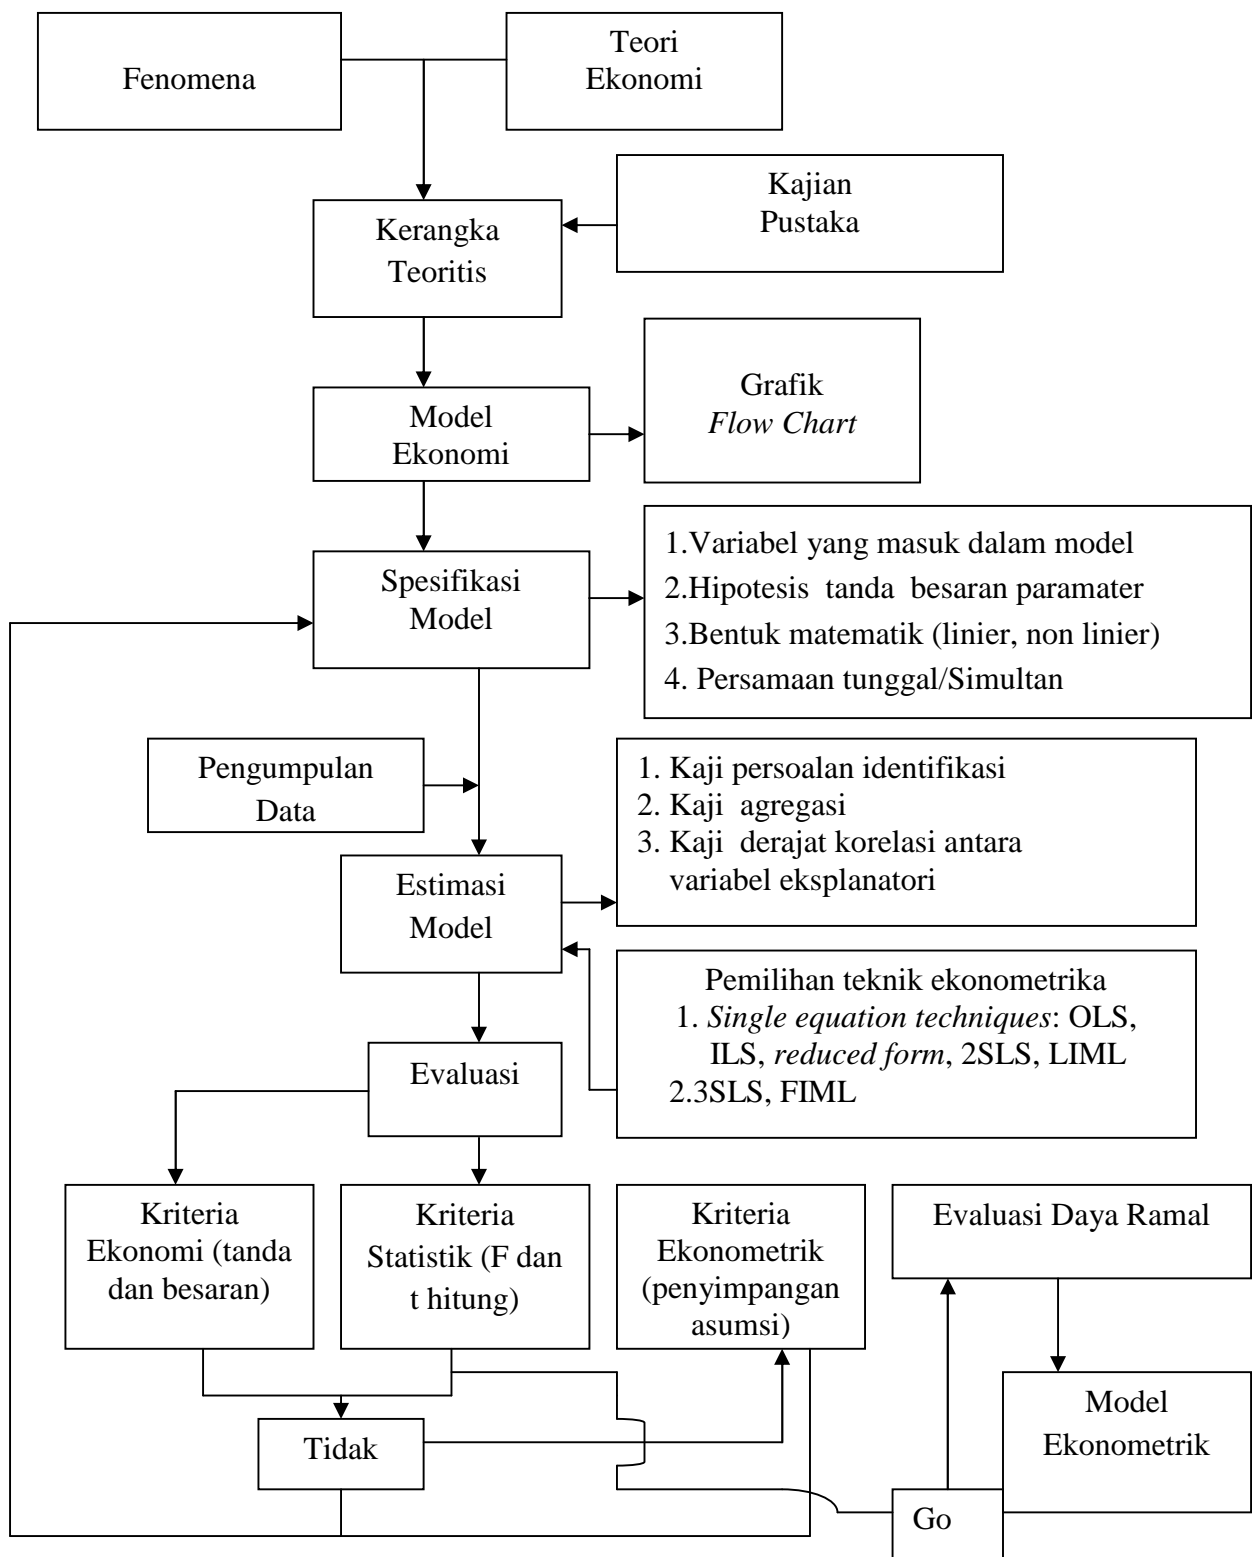 Fenomena
Teori
Ekonomi
Kajian
Pustaka
Kerangka
Teoritis
Grafik
Flow Chart
Model
Ekonomi
Spesifikasi
Model
1.Variabel yang masuk dalam model
2.Hipotesis tanda besaran paramater
3.Bentuk matematik (linier, non linier)
4. Persamaan tunggal/Simultan
Pengumpulan
Data
1. Kaji persoalan identifikasi
2. Kaji agregasi
3. Kaji derajat korelasi antara
variabel eksplanatori
Estimasi
Model
Pemilihan teknik ekonometrika
1. Single equation techniques: OLS,
ILS, reduced form, 2SLS, LIML
2.3SLS, FIML
Evaluasi
Kriteria
Ekonomi (tanda
dan besaran)
Kriteria
Statistik (F dan
t hitung)
Kriteria
Ekonometrik
(penyimpangan
asumsi)
Evaluasi Daya Ramal
Model
Ekonometrik
Tidak
Go